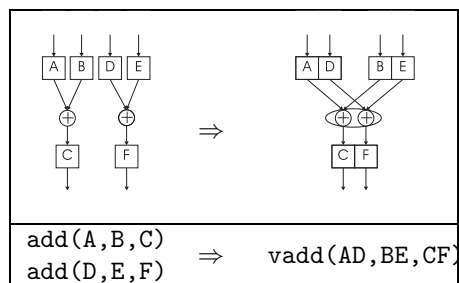 A B D E A D B E
+ + ⇒ + +
C F C F
add(A,B,C) ⇒ vadd(AD,BE,CF)
add(D,E,F)